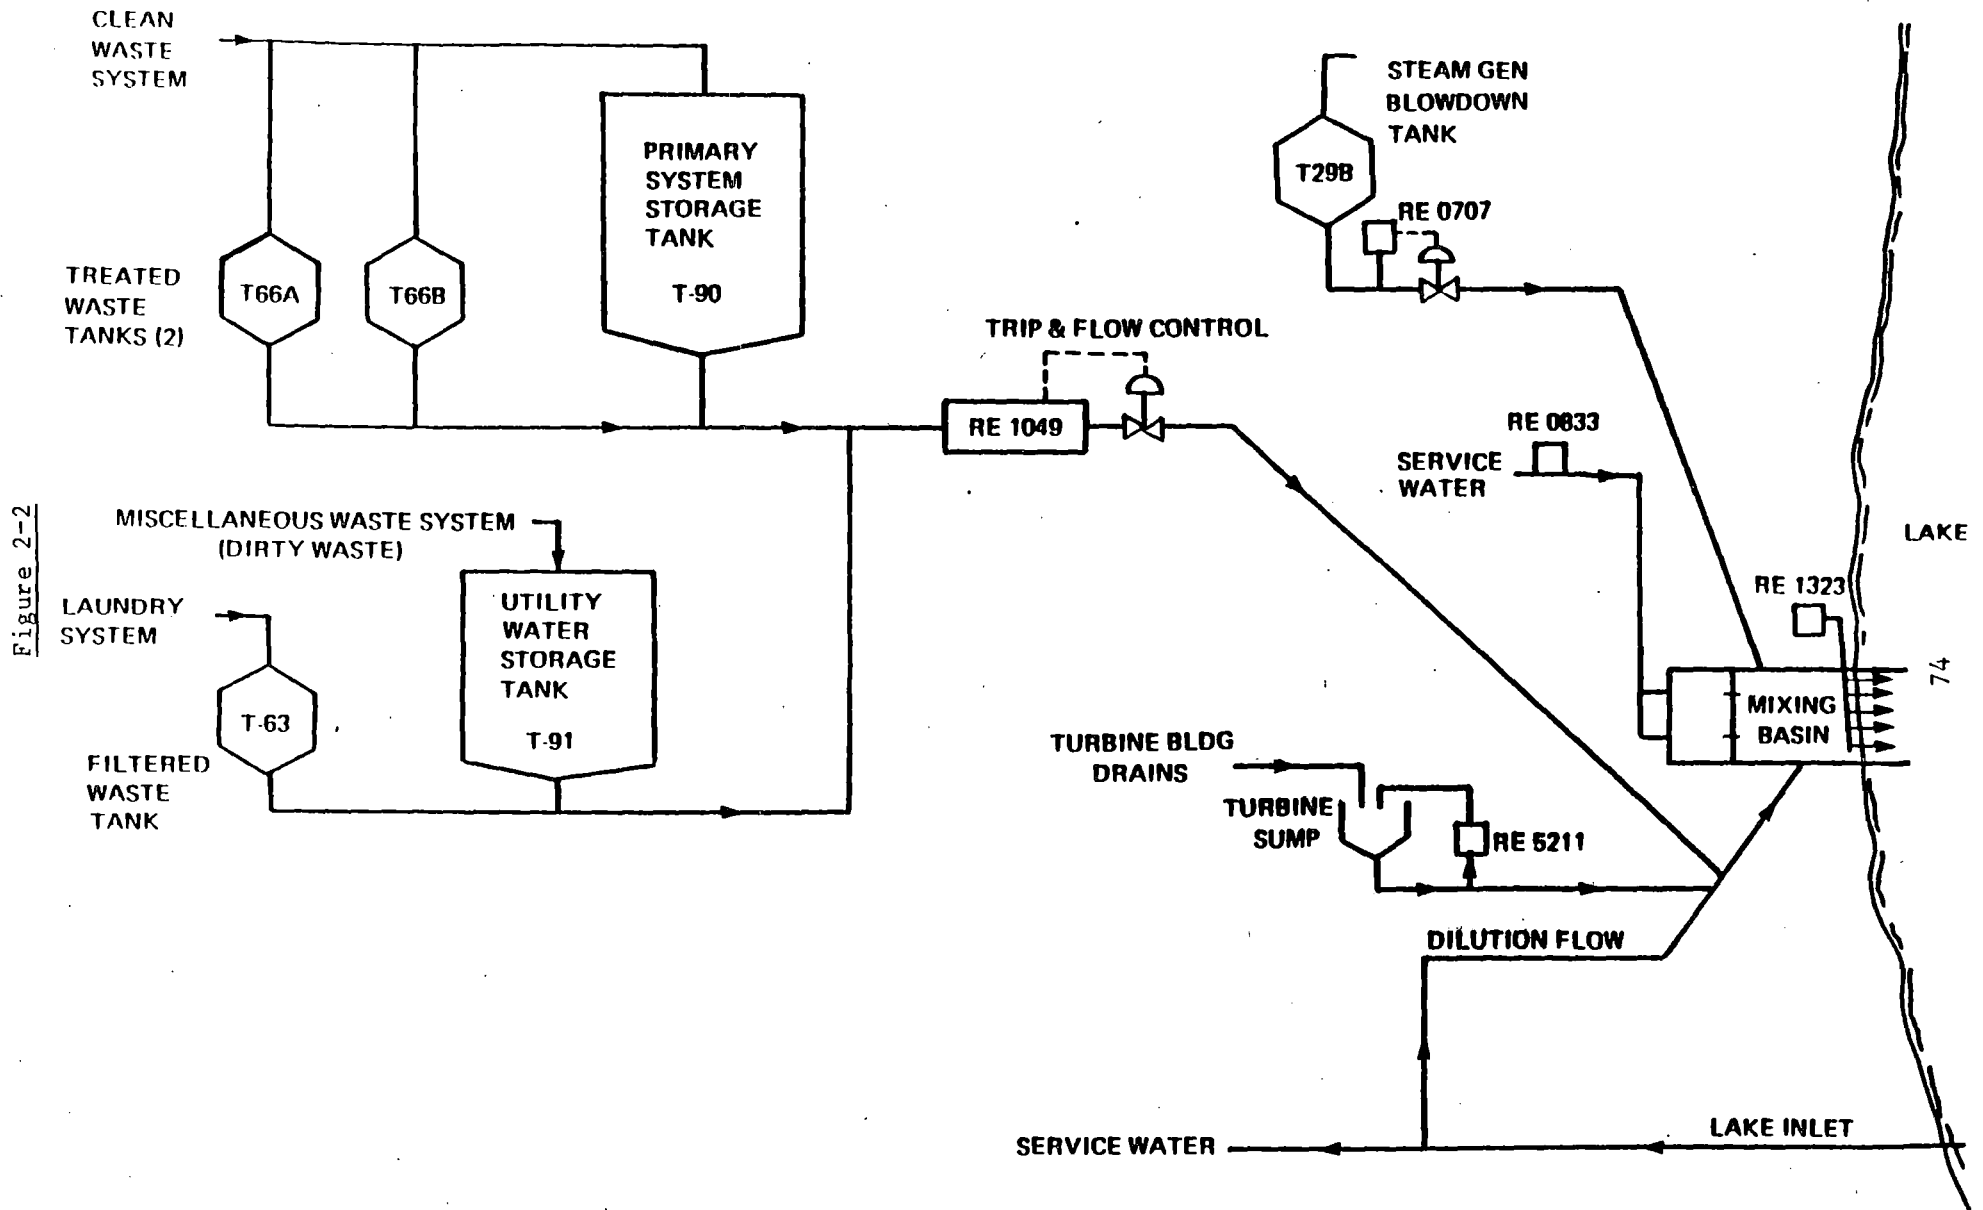 CLEAN
WASTE
SYSTEM
PRIMARY
SYSTEM
STORAGE
TANK
T-90
TREATED
WASTE
TANKS (2)
T66A
T66B
STEAM GEN
BLOWDOWN
TANK
T29B
RE 0707
TRIP & FLOW CONTROL
RE 1049
RE 0833
SERVICE
WATER
LAKE
RE 1323
MIXING
BASIN
Figure 2-2
MISCELLANEOUS WASTE SYSTEM
(DIRTY WASTE)
LAUNDRY
SYSTEM
UTILITY
WATER
STORAGE
TANK
T-91
T-63
FILTERED
WASTE
TANK
TURBINE BLDG
DRAINS
TURBINE
SUMP
RE 5211
DILUTION FLOW
LAKE INLET
SERVICE WATER
74